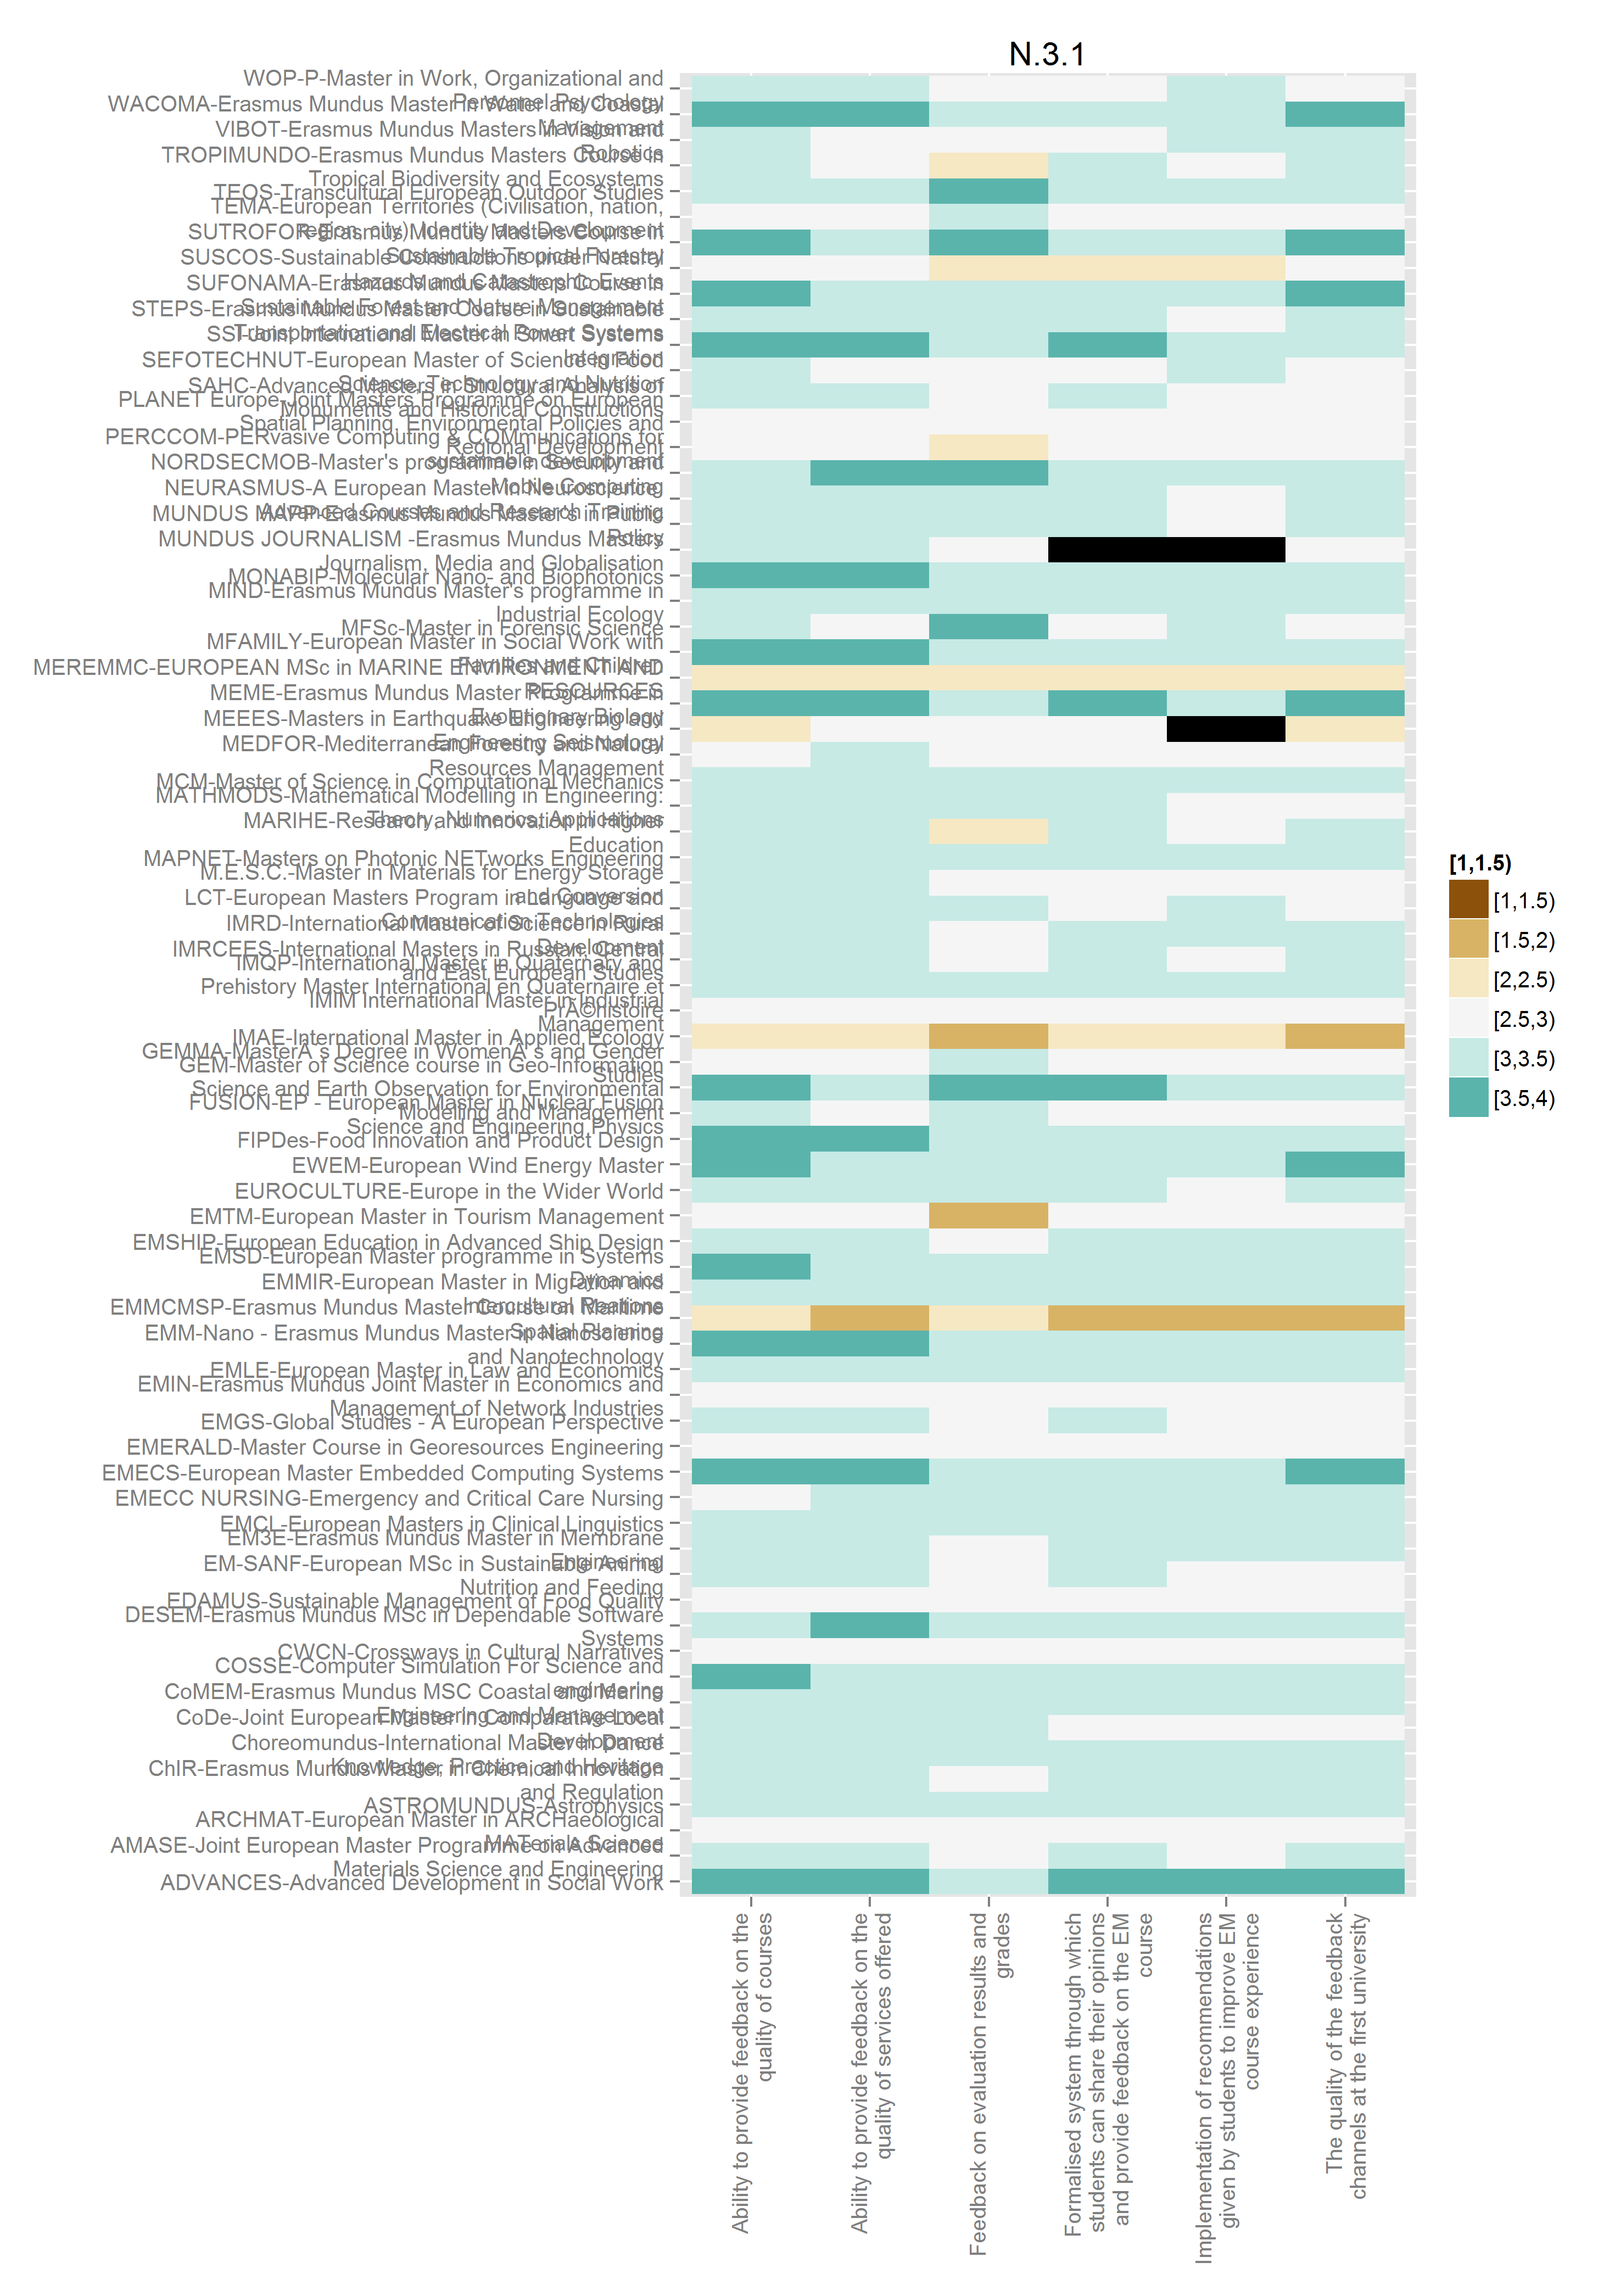 N.3.1
WOP-P-Master in Work, Organizational and
Personnel Psychology
WACOMA-Erasmus Mundus Master in Water and Coastal
Management
VIBOT-Erasmus Mundus Masters in Vision and
Robotics
TROPIMUNDO-Erasmus Mundus Masters Course in
Tropical Biodiversity and Ecosystems
TEOS-Transcultural European Outdoor Studies
TEMA-European Territories (Civilisation, nation,
region, city) Identity and Development
SUTROFOR-Erasmus Mundus Masters Course in
Sustainable Tropical Forestry
SUSCOS-Sustainable Constructions under Natural
Hazards and Catastrophic Events
SUFONAMA-Erasmus Mundus Masters Course in
Sustainable Forest and Nature Management
STEPS-Erasmus Mundus Master Course in Sustainable
Transportation and Electrical Power Systems
SSI-Joint International Master in Smart Systems
Integration
SEFOTECHNUT-European Master of Science in Food
Science, Technology and Nutrition
SAHC-Advanced Masters in Structural Analysis of
Monuments and Historical Constructions
PLANET Europe-Joint Masters Programme on European
Spatial Planning, Environmental Policies and
Regional Development
PERCCOM-PERvasive Computing & COMmunications for
sustainable development
NORDSECMOB-Master's programme in Security and
Mobile Computing
NEURASMUS-A European Master in Neuroscience:
Advanced Courses and Research Training
MUNDUS MAPP-Erasmus Mundus Master's in Public
Policy
MUNDUS JOURNALISM -Erasmus Mundus Masters
Journalism, Media and Globalisation
MONABIP-Molecular Nano- and Biophotonics
MIND-Erasmus Mundus Master's programme in
Industrial Ecology
MFSc-Master in Forensic Science
MFAMILY-European Master in Social Work with
Families and Children
MEREMMC-EUROPEAN MSc in MARINE ENVIRONMENT AND
RESOURCES
MEME-Erasmus Mundus Master Programme in
Evolutionary Biology
MEEES-Masters in Earthquake Engineering and
Engineering Seismology
MEDFOR-Mediterranean Forestry and Natural
Resources Management
MCM-Master of Science in Computational Mechanics
MATHMODS-Mathematical Modelling in Engineering:
Theory, Numerics, Applications
MARIHE-Research and Innovation in Higher
Education
MAPNET-Masters on Photonic NETworks Engineering
M.E.S.C.-Master in Materials for Energy Storage
and Conversion
LCT-European Masters Program in Language and
Communication Technologies
IMRD-International Master of Science in Rural
Development
IMRCEES-International Masters in Russian, Central
and East European Studies
IMQP-International Master in Quaternary and
Prehistory Master International en Quaternaire et
PrÃ©histoire
IMIM International Master in Industrial
Management
IMAE-International Master in Applied Ecology
GEMMA-MasterÂ´s Degree in WomenÂ´s and Gender
Studies
GEM-Master of Science course in Geo-Information
Science and Earth Observation for Environmental
Modelling and Management
FUSION-EP - European Master in Nuclear Fusion
Science and Engineering Physics
FIPDes-Food Innovation and Product Design
EWEM-European Wind Energy Master
EUROCULTURE-Europe in the Wider World
EMTM-European Master in Tourism Management
EMSHIP-European Education in Advanced Ship Design
EMSD-European Master programme in Systems
Dynamics
EMMIR-European Master in Migration and
Intercultural Reations
EMMCMSP-Erasmus Mundus Master Course on Maritime
Spatial Planning
EMM-Nano - Erasmus Mundus Master in Nanoscience
and Nanotechnology
EMLE-European Master in Law and Economics
EMIN-Erasmus Mundus Joint Master in Economics and
Management of Network Industries
EMGS-Global Studies - A European Perspective
EMERALD-Master Course in Georesources Engineering
EMECS-European Master Embedded Computing Systems
EMECC NURSING-Emergency and Critical Care Nursing
EMCL-European Masters in Clinical Linguistics
EM3E-Erasmus Mundus Master in Membrane
Engineering
EM-SANF-European MSc in Sustainable Animal
Nutrition and Feeding
EDAMUS-Sustainable Management of Food Quality
DESEM-Erasmus Mundus MSc in Dependable Software
Systems
CWCN-Crossways in Cultural Narratives
COSSE-Computer Simulation For Science and
engineering
CoMEM-Erasmus Mundus MSC Coastal and Marine
Engineering and Management
CoDe-Joint European Master in Comparative Local
Development
Choreomundus-International Master in Dance
Knowledge, Practice, and Heritage
ChIR-Erasmus Mundus Master in Chemical Innovation
and Regulation
ASTROMUNDUS-Astrophysics
ARCHMAT-European Master in ARCHaeological
MATerials Science
AMASE-Joint European Master Programme on Advanced
Materials Science and Engineering
ADVANCES-Advanced Development in Social Work
[1,1.5)
[1,1.5)
[1.5,2)
[2,2.5)
[2.5,3)
[3,3.5)
[3.5,4)
Ability to provide feedback on the
quality of courses
Ability to provide feedback on the
quality of services offered
Feedback on evaluation results and
grades
Formalised system through which
students can share their opinions
and provide feedback on the EM
course
Implementation of recommendations
given by students to improve EM
course experience
The quality of the feedback
channels at the first university